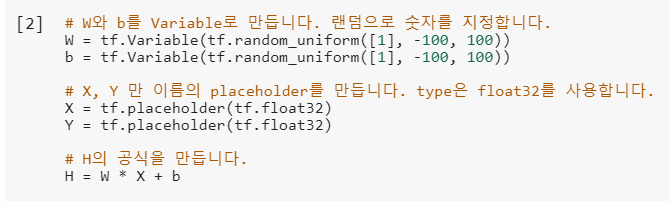 [2] # W와 b를 Variable로 만듭니다. 랜덤으로 숫자를 지정합니다.
W = tf.Variable(tf.random_uniform([1], -100, 100))
b = tf.Variable(tf.random_uniform([1], -100, 100))
# X, Y 만 이름의 placeholder를 만듭니다. type은 float32를 사용합니다.
X = tf.placeholder(tf.float32)
Y = tf.placeholder(tf.float32)
# H의 공식을 만듭니다.
H = W * X + b